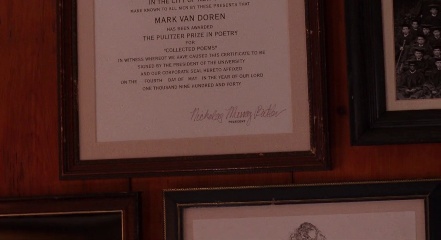 IN THE CITY OF
MAKE KNOWN TO ALL MEN BY THESE PRESENTS THAT
MARK VAN DOREN
HAS BEEN AWARDED
THE PULITZER PRIZE IN POETRY
FOR
"COLLECTED POEMS"
IN WITNESS WHEREOF WE HAVE CAUSED THIS CERTIFICATE TO BE
SIGNED BY THE PRESIDENT OF THE UNIVERSITY
AND OUR CORPORATE SEAL HERETO AFFIXED
ON THE FOURTH DAY OF MAY IN THE YEAR OF OUR LORD
ONE THOUSAND NINE HUNDRED AND FORTY
Nicholas Murray Butler
PRESIDENT